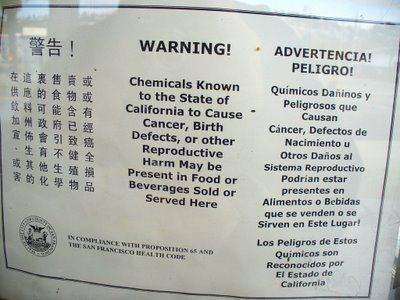 警告！
在這裏售賣或
供應的食物或
飲料可能含有
加州政府已經
宣佈會引致癌
、生育不健全
或其他生殖損
害的化學物品
WARNING!
Chemicals Known
to the State of
California to Cause
Cancer, Birth
Defects, or other
Reproductive
Harm May be
Present in Food or
Beverages Sold or
Served Here
ADVERTENCIA!
PELIGRO!
Químicos Dañinos y
Peligrosos que
Causan
Cáncer, Defectos de
Nacimiento u
Otros Daños al
Sistema Reproductivo
Podrían estar
presentes en
Alimentos o Bebidas
que se venden o se
Sirven en Este Lugar!
Los Peligros de Estos
Químicos son
Reconocidos por
El Estado de
California
IN COMPLIANCE WITH PROPOSITION 65 AND
THE SAN FRANCISCO HEALTH CODE